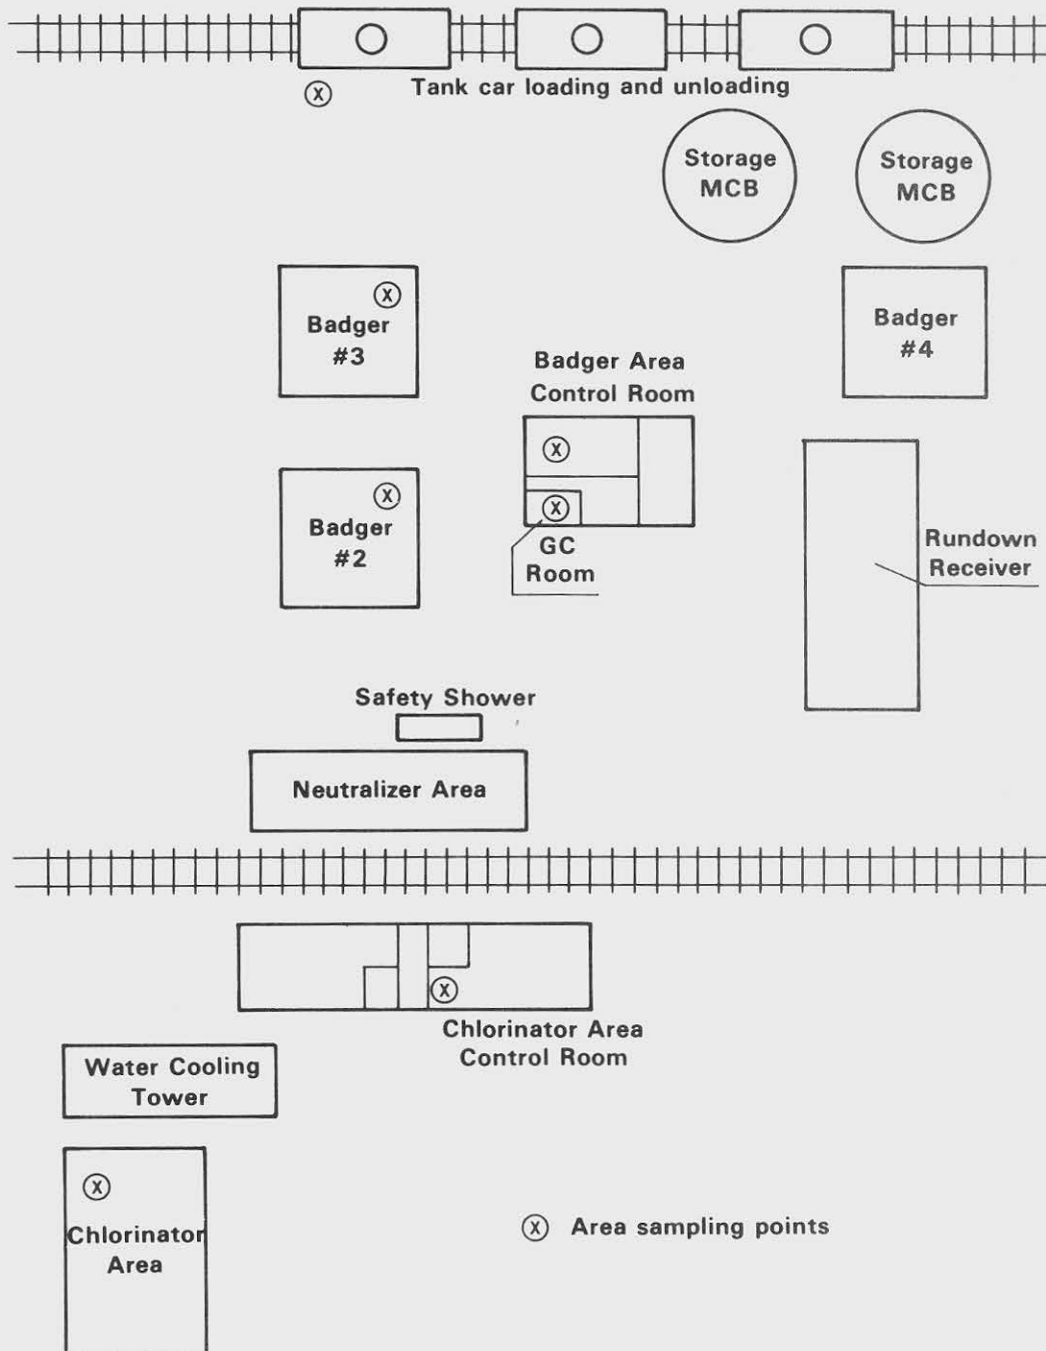 X
Tank car loading and unloading
Storage
MCB
Storage
MCB
X
Badger
#3
Badger
#4
Badger Area
Control Room
X
X
Badger
#2
X
GC
Room
Rundown
Receiver
Safety Shower
Neutralizer Area
X
Chlorinator Area
Control Room
Water Cooling
Tower
X
Chlorinator
Area
X Area sampling points